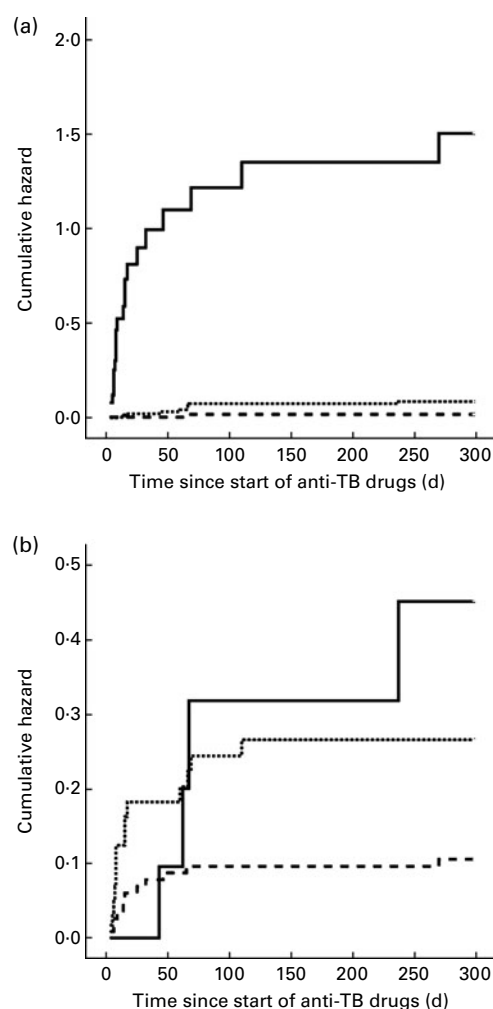 (a)
2·0
1·5
1·0
0·5
0·0
Cumulative hazard
0 50 100 150 200 250 300
Time since start of anti-TB drugs (d)
(b)
0·5
0·4
0·3
0·2
0·1
0·0
Cumulative hazard
0 50 100 150 200 250 300
Time since start of anti-TB drugs (d)